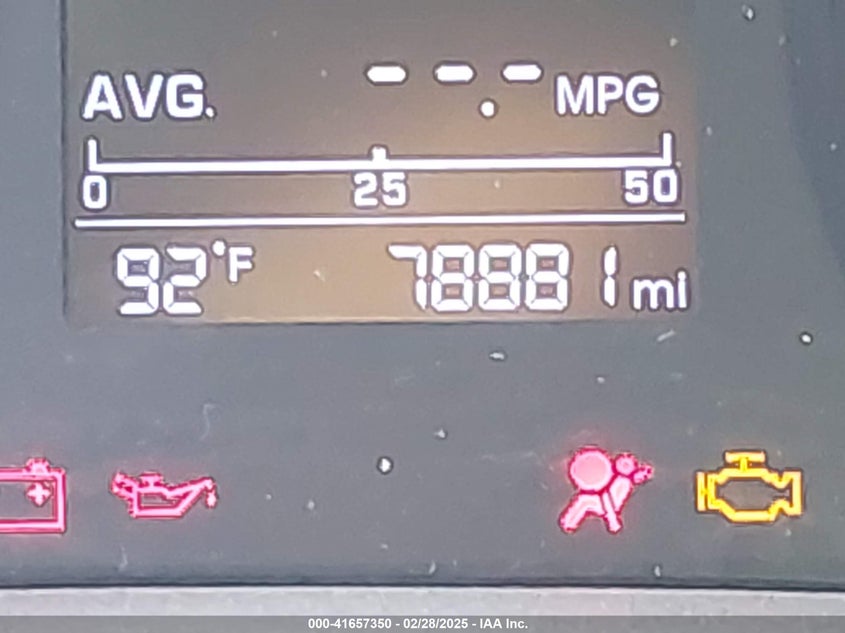 AVG. --.- MPG
0 25 50
92°F 78881 mi
000-41657350 - 02/28/2025 - IAA Inc.